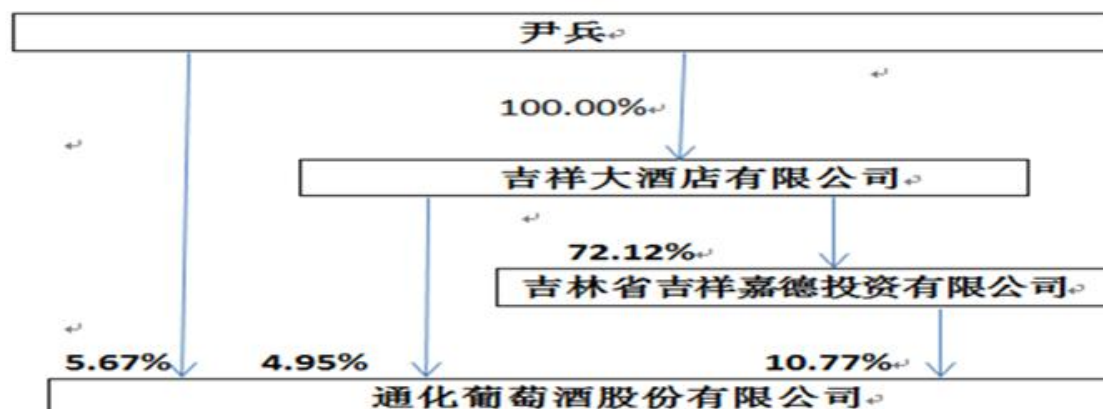 尹兵
100.00%
吉祥大酒店有限公司
72.12%
吉林省吉祥嘉德投资有限公司
5.67% 4.95% 10.77%
通化葡萄酒股份有限公司